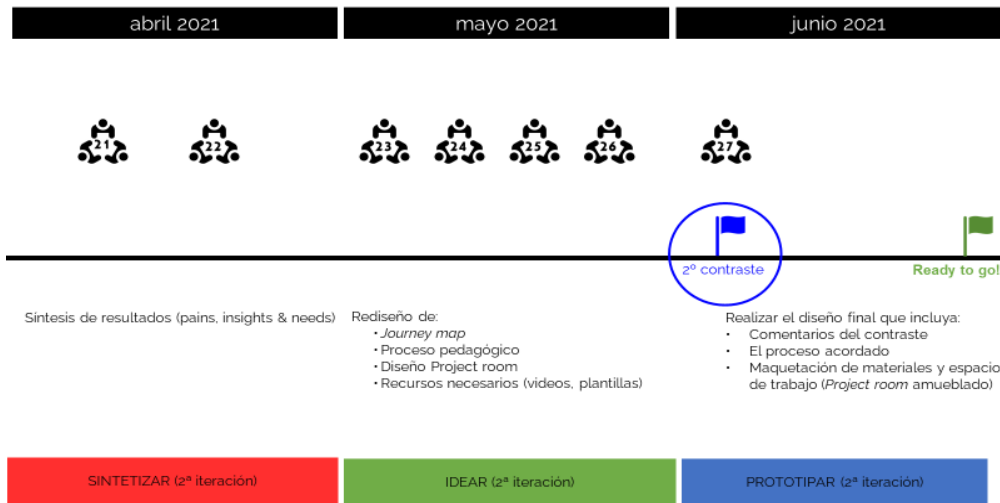 abril 2021
mayo 2021
junio 2021
21
22
23
24
25
26
27
2º contraste
Ready to go!
Síntesis de resultados (pains, insights & needs)
Rediseño de:
• Journey map
• Proceso pedagógico
• Diseño Project room
• Recursos necesarios (videos, plantillas)
Realizar el diseño final que incluya:
• Comentarios del contraste
• El proceso acordado
• Maquetación de materiales y espacio
de trabajo (Project room amueblado)
SINTETIZAR (2ª iteración)
IDEAR (2ª iteración)
PROTOTIPAR (2ª iteración)